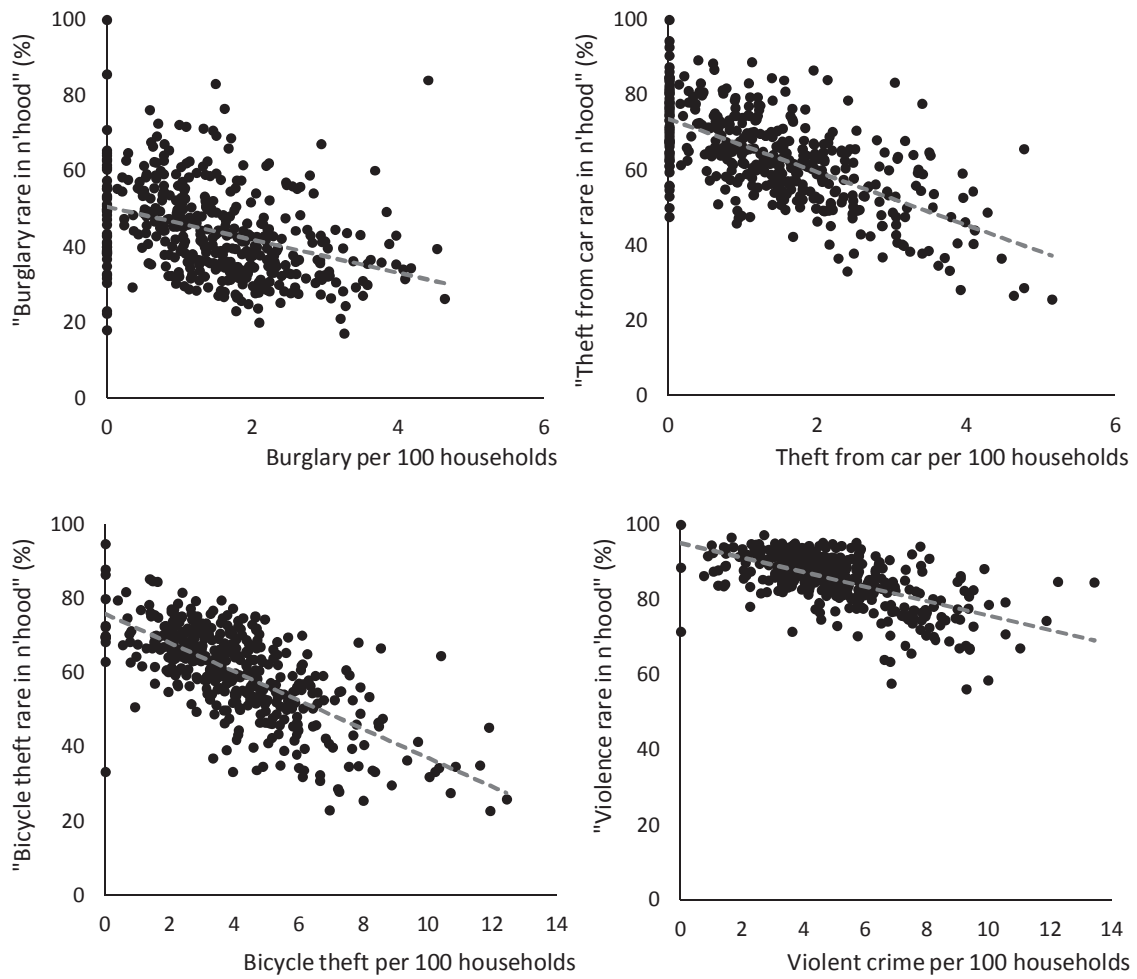 "Burglary rare in n'hood" (%)
100
80
60
40
20
0
0 2 4 6
Burglary per 100 households
"Theft from car rare in n'hood" (%)
100
80
60
40
20
0
0 2 4 6
Theft from car per 100 households
"Bicycle theft rare in n'hood" (%)
100
80
60
40
20
0
0 2 4 6 8 10 12 14
Bicycle theft per 100 households
"Violence rare in n'hood" (%)
100
80
60
40
20
0
0 2 4 6 8 10 12 14
Violent crime per 100 households